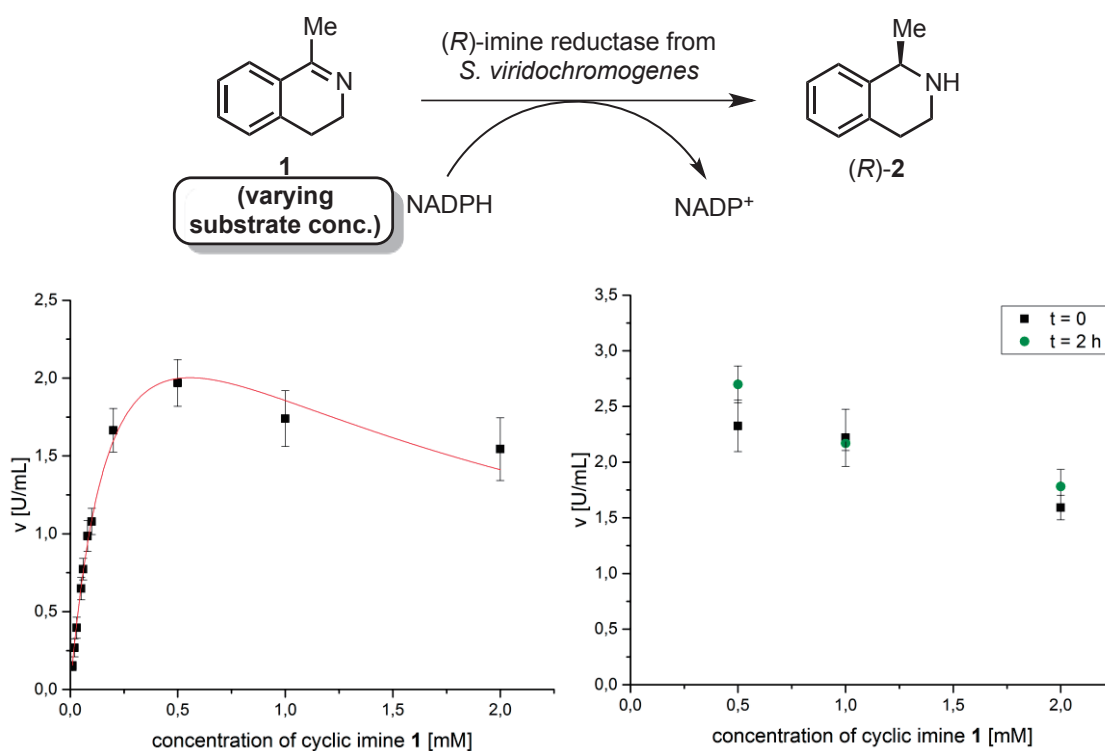 Me
N
1
(varying
substrate conc.)
(R)-imine reductase from
S. viridochromogenes
NADPH
NADP+
Me
NH
(R)-2
2,5
2,0
1,5
1,0
0,5
0,0
v [U/mL]
0,0 0,5 1,0 1,5 2,0
concentration of cyclic imine 1 [mM]
3,5
3,0
2,5
2,0
1,5
1,0
0,5
0,0
v [U/mL]
t = 0
t = 2 h
0,0 0,5 1,0 1,5 2,0
concentration of cyclic imine 1 [mM]